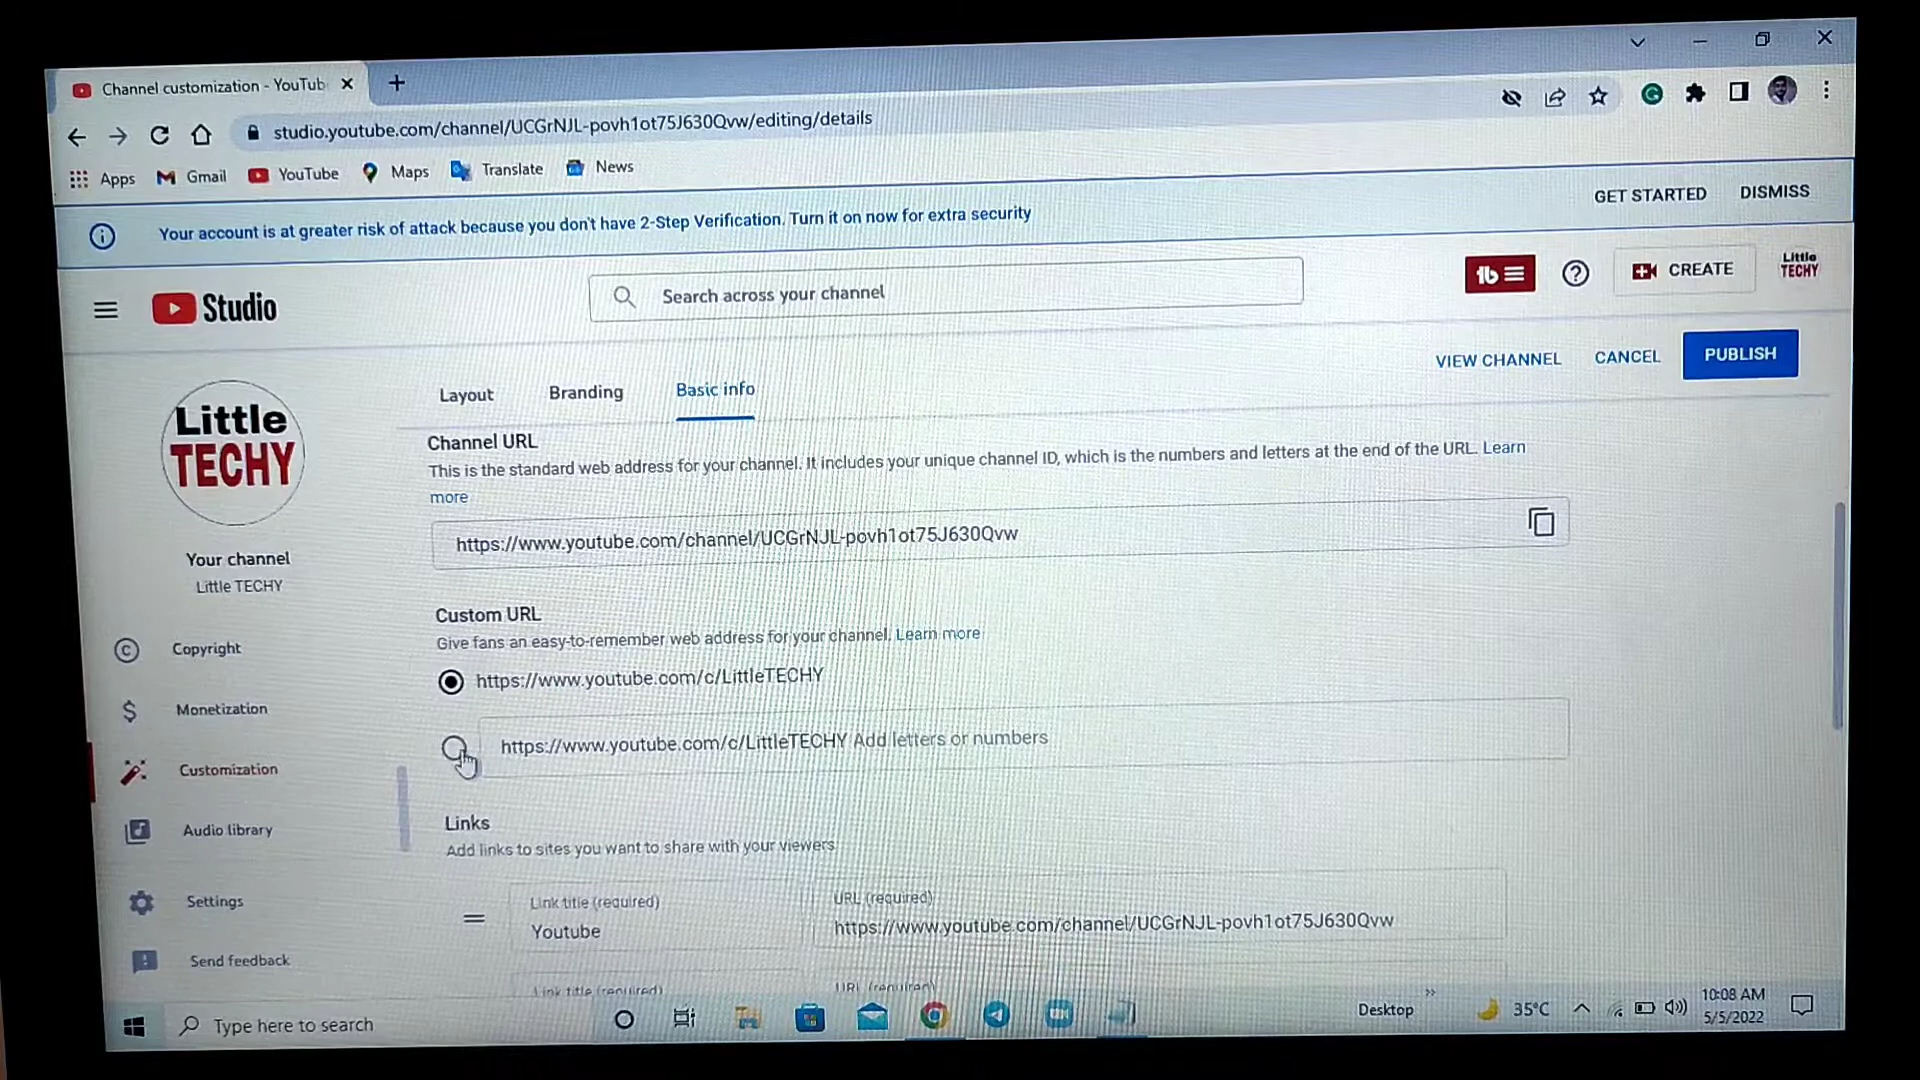 Channel customization - YouTub
studio.youtube.com/channel/UCGrNJL-povh1ot75J630Qvw/editing/details
Apps Gmail YouTube Maps Translate News
Your account is at greater risk of attack because you don't have 2-Step Verification. Turn it on now for extra security
GET STARTED DISMISS
Studio
Search across your channel
CREATE
Little
TECHY
VIEW CHANNEL CANCEL PUBLISH
Layout Branding Basic info
Little
TECHY
Your channel
Little TECHY
Copyright
Monetization
Customization
Audio library
Settings
Send feedback
Channel URL
This is the standard web address for your channel. It includes your unique channel ID, which is the numbers and letters at the end of the URL. Learn
more
https://www.youtube.com/channel/UCGrNJL-povh1ot75J630Qvw
Custom URL
Give fans an easy-to-remember web address for your channel. Learn more
https://www.youtube.com/c/LittleTECHY
https://www.youtube.com/c/LittleTECHY Add letters or numbers
Links
Add links to sites you want to share with your viewers
Link title (required)
Youtube
URL (required)
https://www.youtube.com/channel/UCGrNJL-povh1ot75J630Qvw
Link title (required)
URL (required)
Type here to search
Desktop
35°C
10:08 AM
5/5/2022